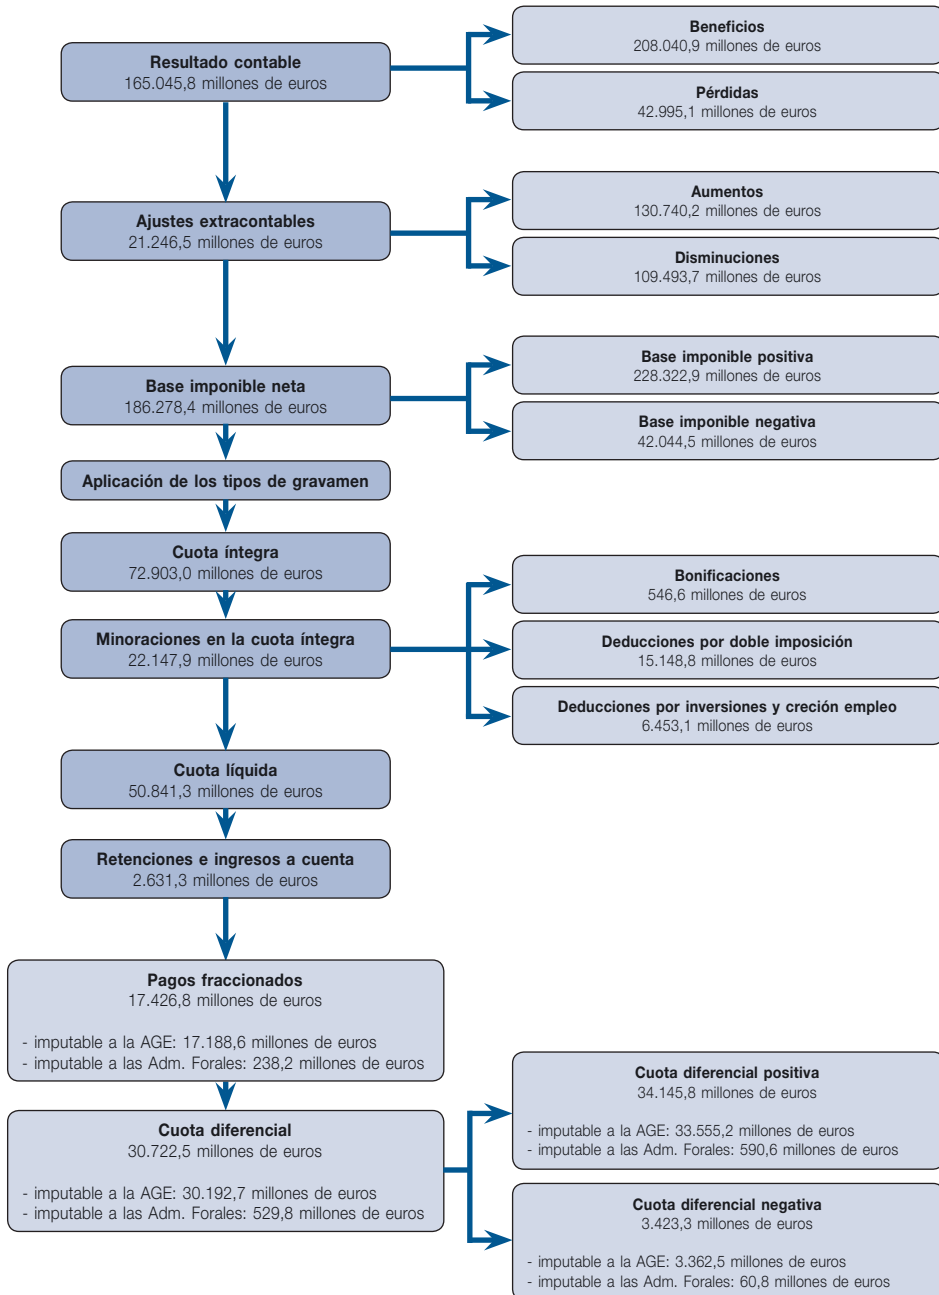 Resultado contable
165.045,8 millones de euros
Beneficios
208.040,9 millones de euros
Pérdidas
42.995,1 millones de euros
Ajustes extracontables
21.246,5 millones de euros
Aumentos
130.740,2 millones de euros
Disminuciones
109.493,7 millones de euros
Base imponible neta
186.278,4 millones de euros
Base imponible positiva
228.322,9 millones de euros
Base imponible negativa
42.044,5 millones de euros
Aplicación de los tipos de gravamen
Cuota íntegra
72.903,0 millones de euros
Minoraciones en la cuota íntegra
22.147,9 millones de euros
Bonificaciones
546,6 millones de euros
Deducciones por doble imposición
15.148,8 millones de euros
Deducciones por inversiones y creción empleo
6.453,1 millones de euros
Cuota líquida
50.841,3 millones de euros
Retenciones e ingresos a cuenta
2.631,3 millones de euros
Pagos fraccionados
17.426,8 millones de euros
- imputable a la AGE: 17.188,6 millones de euros
- imputable a las Adm. Forales: 238,2 millones de euros
Cuota diferencial
30.722,5 millones de euros
- imputable a la AGE: 30.192,7 millones de euros
- imputable a las Adm. Forales: 529,8 millones de euros
Cuota diferencial positiva
34.145,8 millones de euros
- imputable a la AGE: 33.555,2 millones de euros
- imputable a las Adm. Forales: 590,6 millones de euros
Cuota diferencial negativa
3.423,3 millones de euros
- imputable a la AGE: 3.362,5 millones de euros
- imputable a las Adm. Forales: 60,8 millones de euros